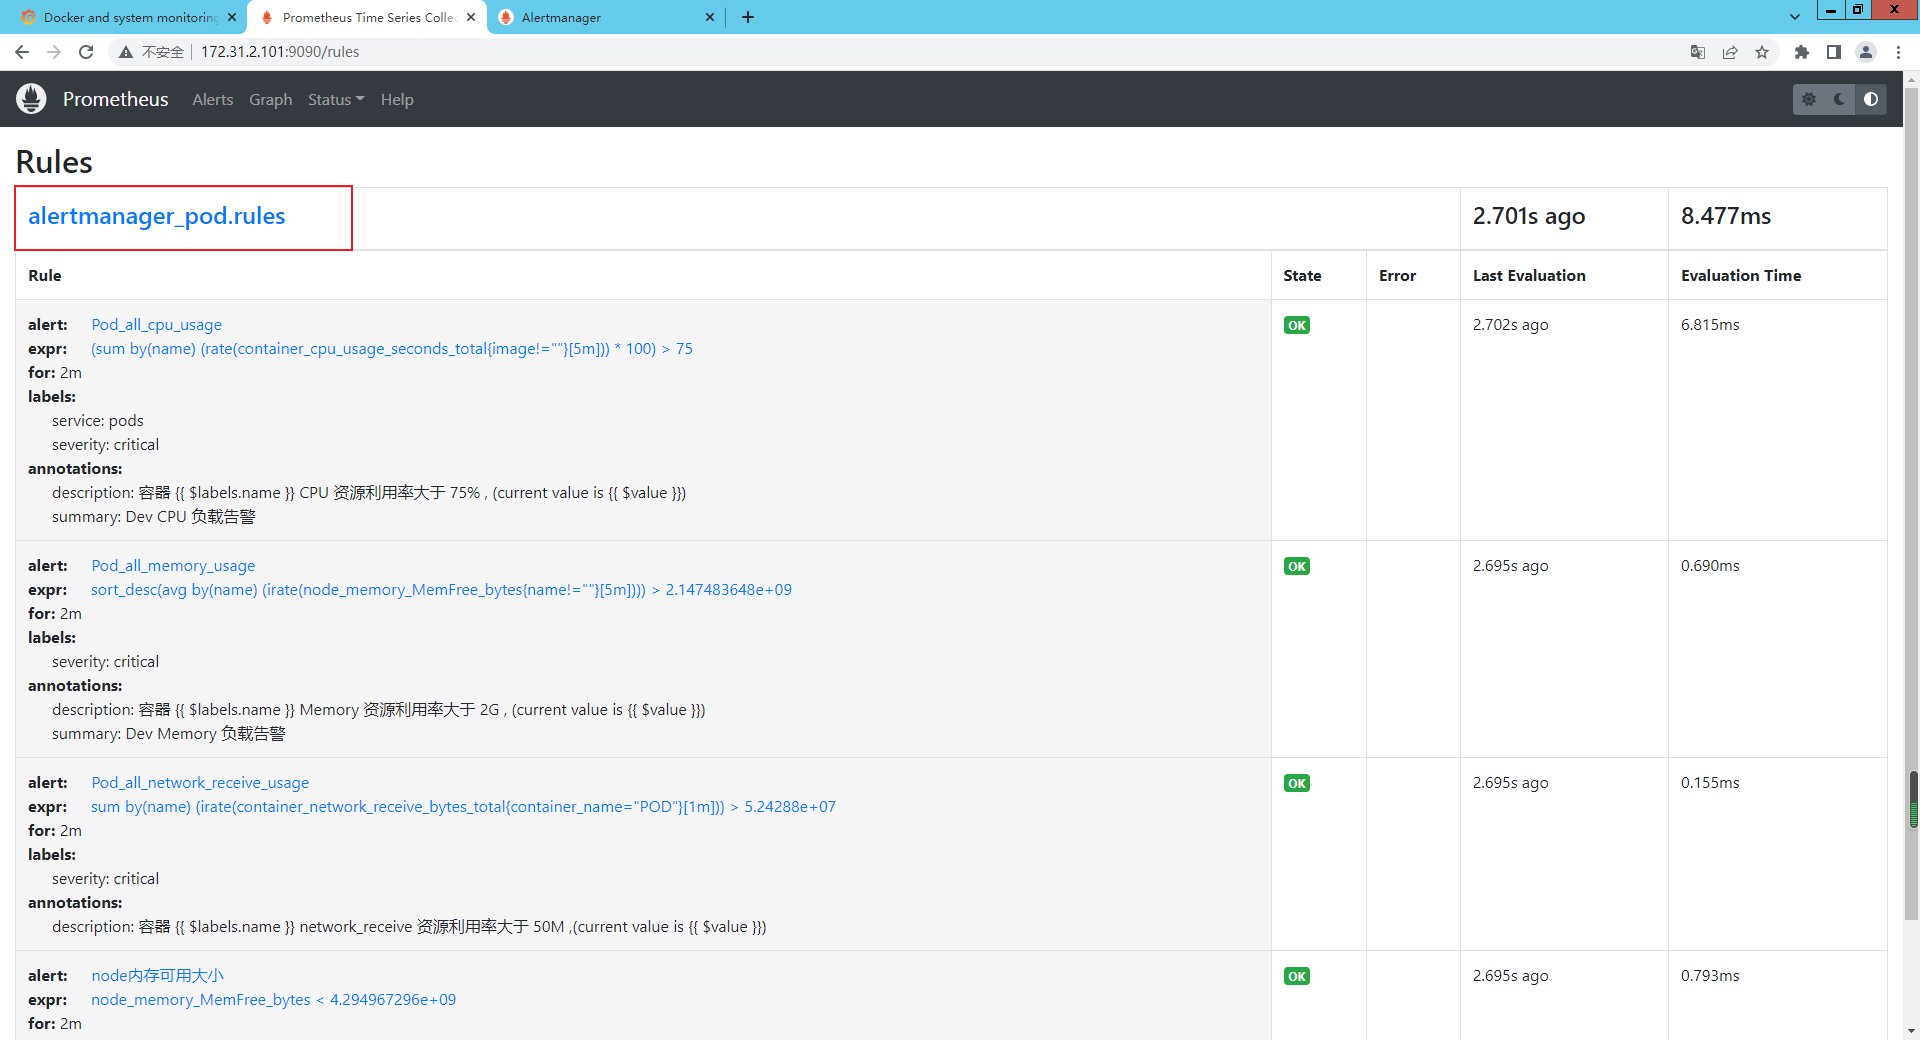 Docker and system monitoring
Prometheus Time Series Collec
Alertmanager
不安全 172.31.2.101:9090/rules
Prometheus Alerts Graph Status Help
Rules
alertmanager_pod.rules 2.701s ago 8.477ms
Rule State Error Last Evaluation Evaluation Time
alert: Pod_all_cpu_usage OK 2.702s ago 6.815ms
expr: (sum by(name) (rate(container_cpu_usage_seconds_total{image!=""}[5m])) * 100) > 75
for: 2m
labels:
service: pods
severity: critical
annotations:
description: 容器 {{ $labels.name }} CPU 资源利用率大于 75% , (current value is {{ $value }})
summary: Dev CPU 负载告警
alert: Pod_all_memory_usage OK 2.695s ago 0.690ms
expr: sort_desc(avg by(name) (irate(node_memory_MemFree_bytes{name!=""}[5m]))) > 2.147483648e+09
for: 2m
labels:
severity: critical
annotations:
description: 容器 {{ $labels.name }} Memory 资源利用率大于 2G , (current value is {{ $value }})
summary: Dev Memory 负载告警
alert: Pod_all_network_receive_usage OK 2.695s ago 0.155ms
expr: sum by(name) (irate(container_network_receive_bytes_total{container_name="POD"}[1m])) > 5.24288e+07
for: 2m
labels:
severity: critical
annotations:
description: 容器 {{ $labels.name }} network_receive 资源利用率大于 50M ,(current value is {{ $value }})
alert: node内存可用大小 OK 2.695s ago 0.793ms
expr: node_memory_MemFree_bytes < 4.294967296e+09
for: 2m